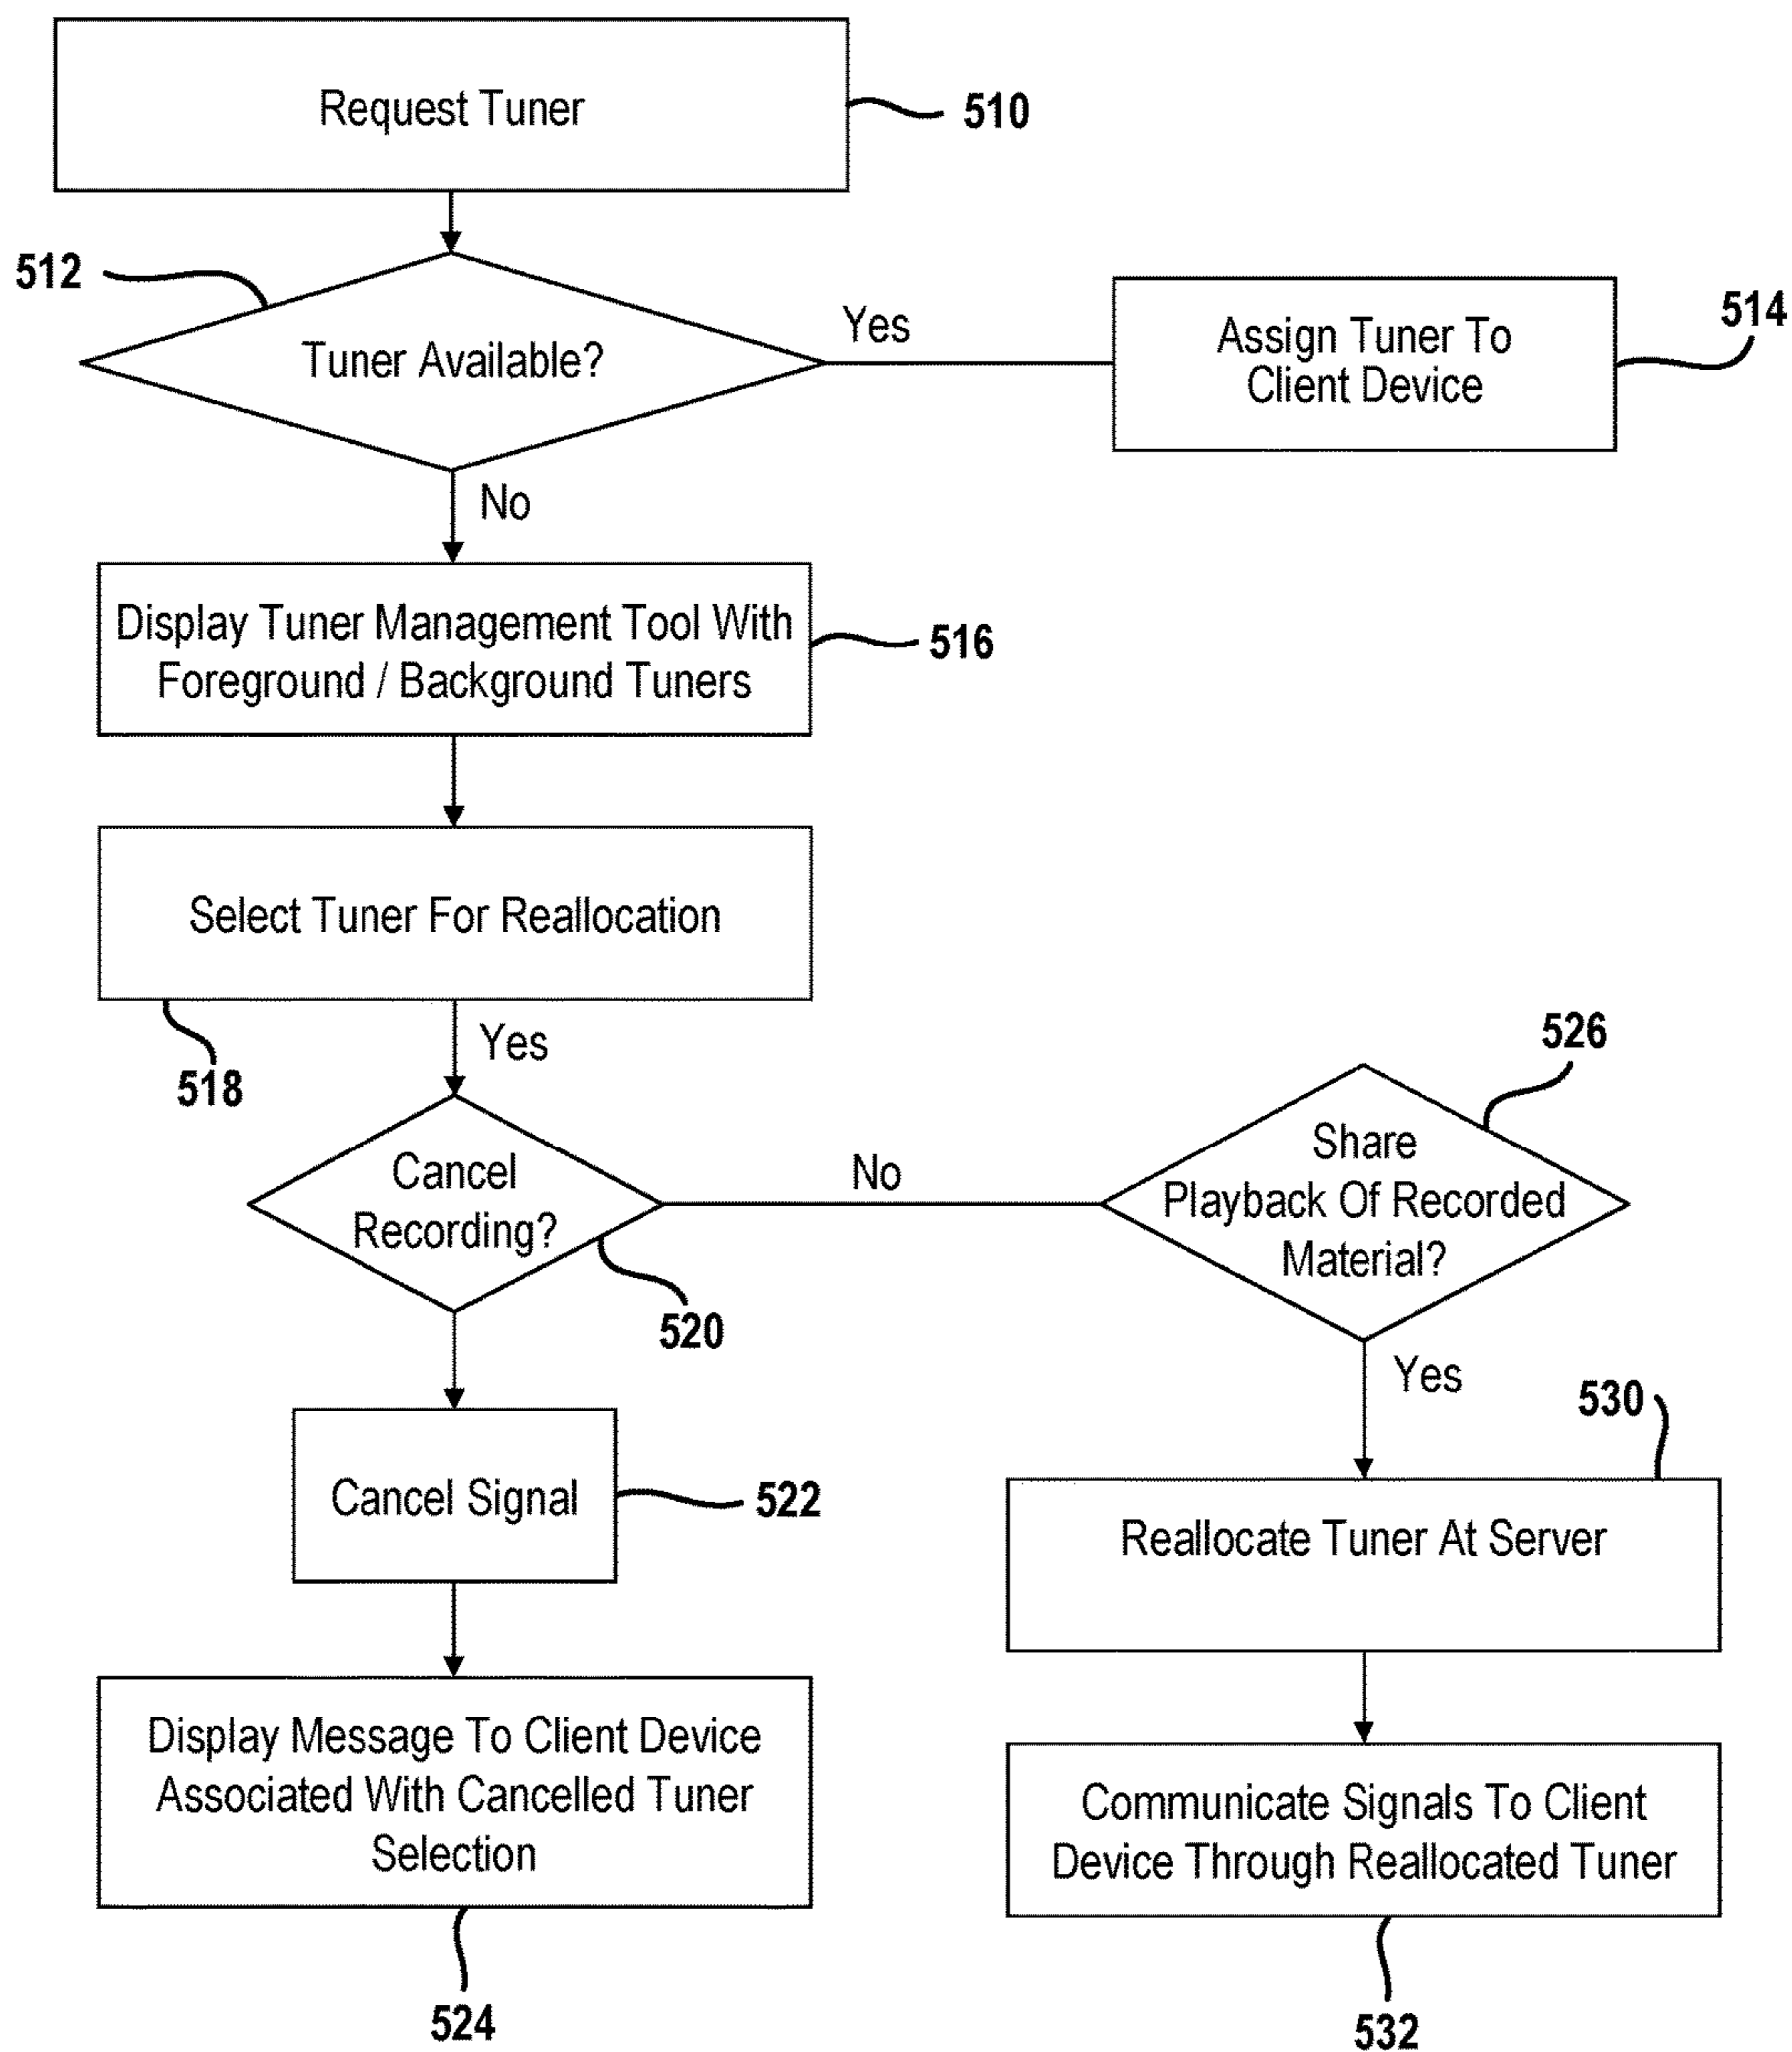 Request Tuner
510
512
Tuner Available?
Yes
Assign Tuner To
Client Device
514
No
Display Tuner Management Tool With
Foreground / Background Tuners
516
Select Tuner For Reallocation
518
Yes
Cancel
Recording?
520
No
526
Share
Playback Of Recorded
Material?
Yes
Cancel Signal
522
530
Reallocate Tuner At Server
Display Message To Client Device
Associated With Cancelled Tuner
Selection
524
Communicate Signals To Client
Device Through Reallocated Tuner
532